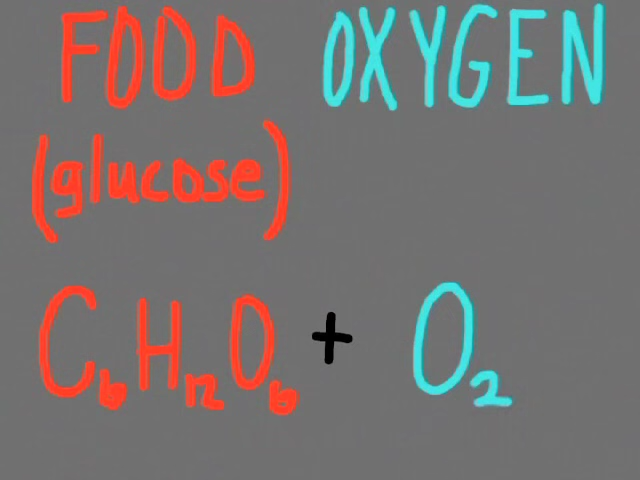 FOOD OXYGEN
(glucose)
C₆H₁₂O₆ + O₂